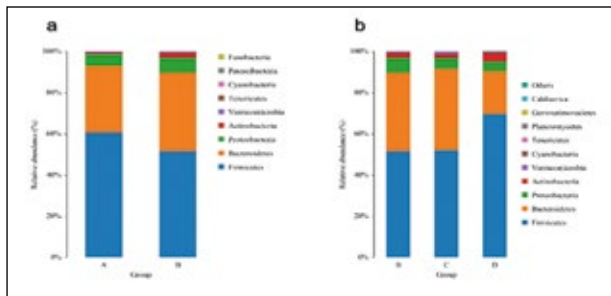 a
100%
80%
60%
40%
20%
0%
Relative abundance (%)
A
B
Group
Fusobacteria
Patescibacteria
Cyanobacteria
Tenericutes
Verrucomicrobia
Actinobacteria
Proteobacteria
Bacteroidetes
Firmicutes
b
100%
80%
60%
40%
20%
0%
Relative abundance (%)
B
C
D
Group
Others
Gemmatimonadetes
Planctomycetes
Tenericutes
Cyanobacteria
Verrucomicrobia
Actinobacteria
Proteobacteria
Bacteroidetes
Firmicutes